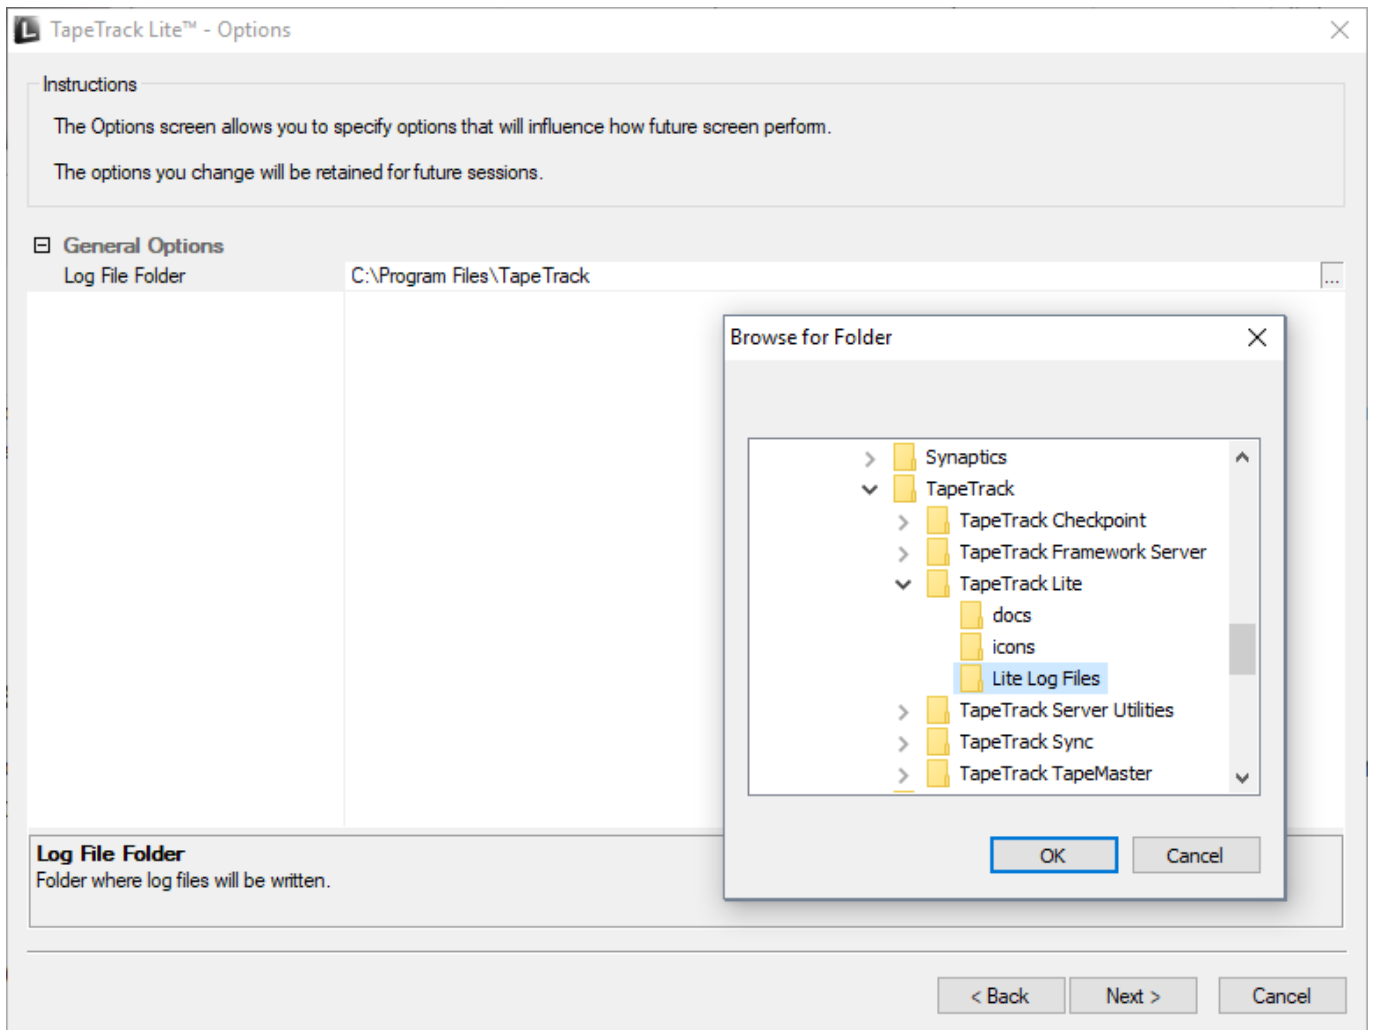 TapeTrack Lite™ - Options
Instructions
The Options screen allows you to specify options that will influence how future screen perform.
The options you change will be retained for future sessions.
General Options
Log File Folder C:\Program Files\TapeTrack ...
Browse for Folder
Synaptics
TapeTrack
TapeTrack Checkpoint
TapeTrack Framework Server
TapeTrack Lite
docs
icons
Lite Log Files
TapeTrack Server Utilities
TapeTrack Sync
TapeTrack TapeMaster
OK Cancel
Log File Folder
Folder where log files will be written.
< Back Next > Cancel